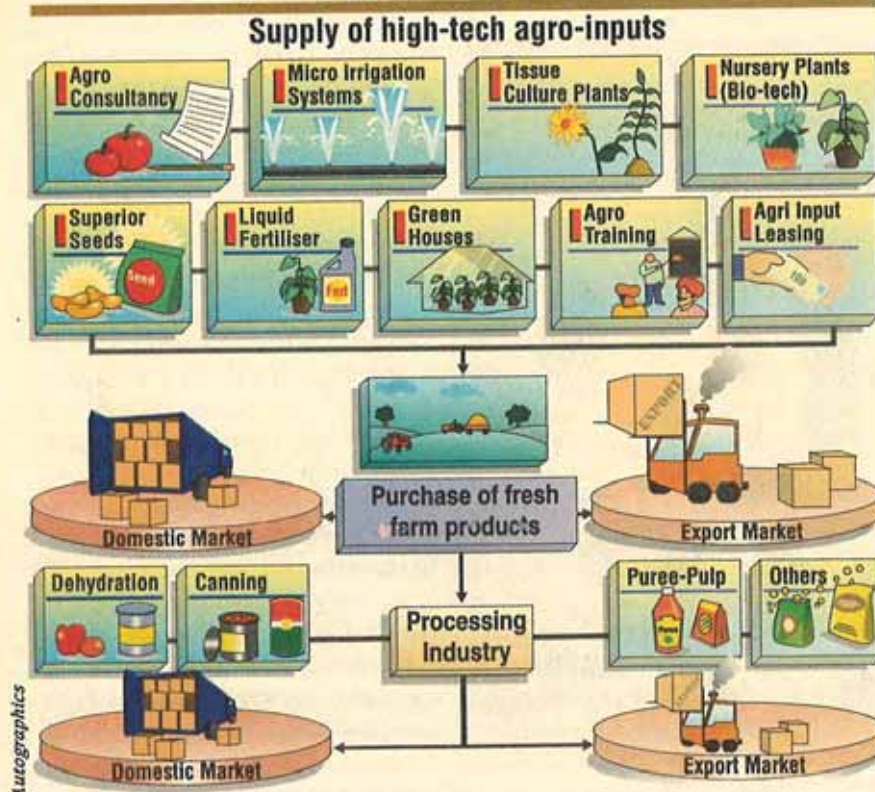 Supply of high-tech agro-inputs
Agro
Consultancy
Micro Irrigation
Systems
Tissue
Culture Plants
Nursery Plants
(Bio-tech)
Superior
Seeds
Seed
Liquid
Fertiliser
Fed
Green
Houses
Agro
Training
Agri Input
Leasing
100
EXPORT
Purchase of fresh
farm products
Domestic Market
Export Market
Dehydration
Canning
Processing
Industry
Puree-Pulp
Others
Domestic Market
Export Market
Autographics